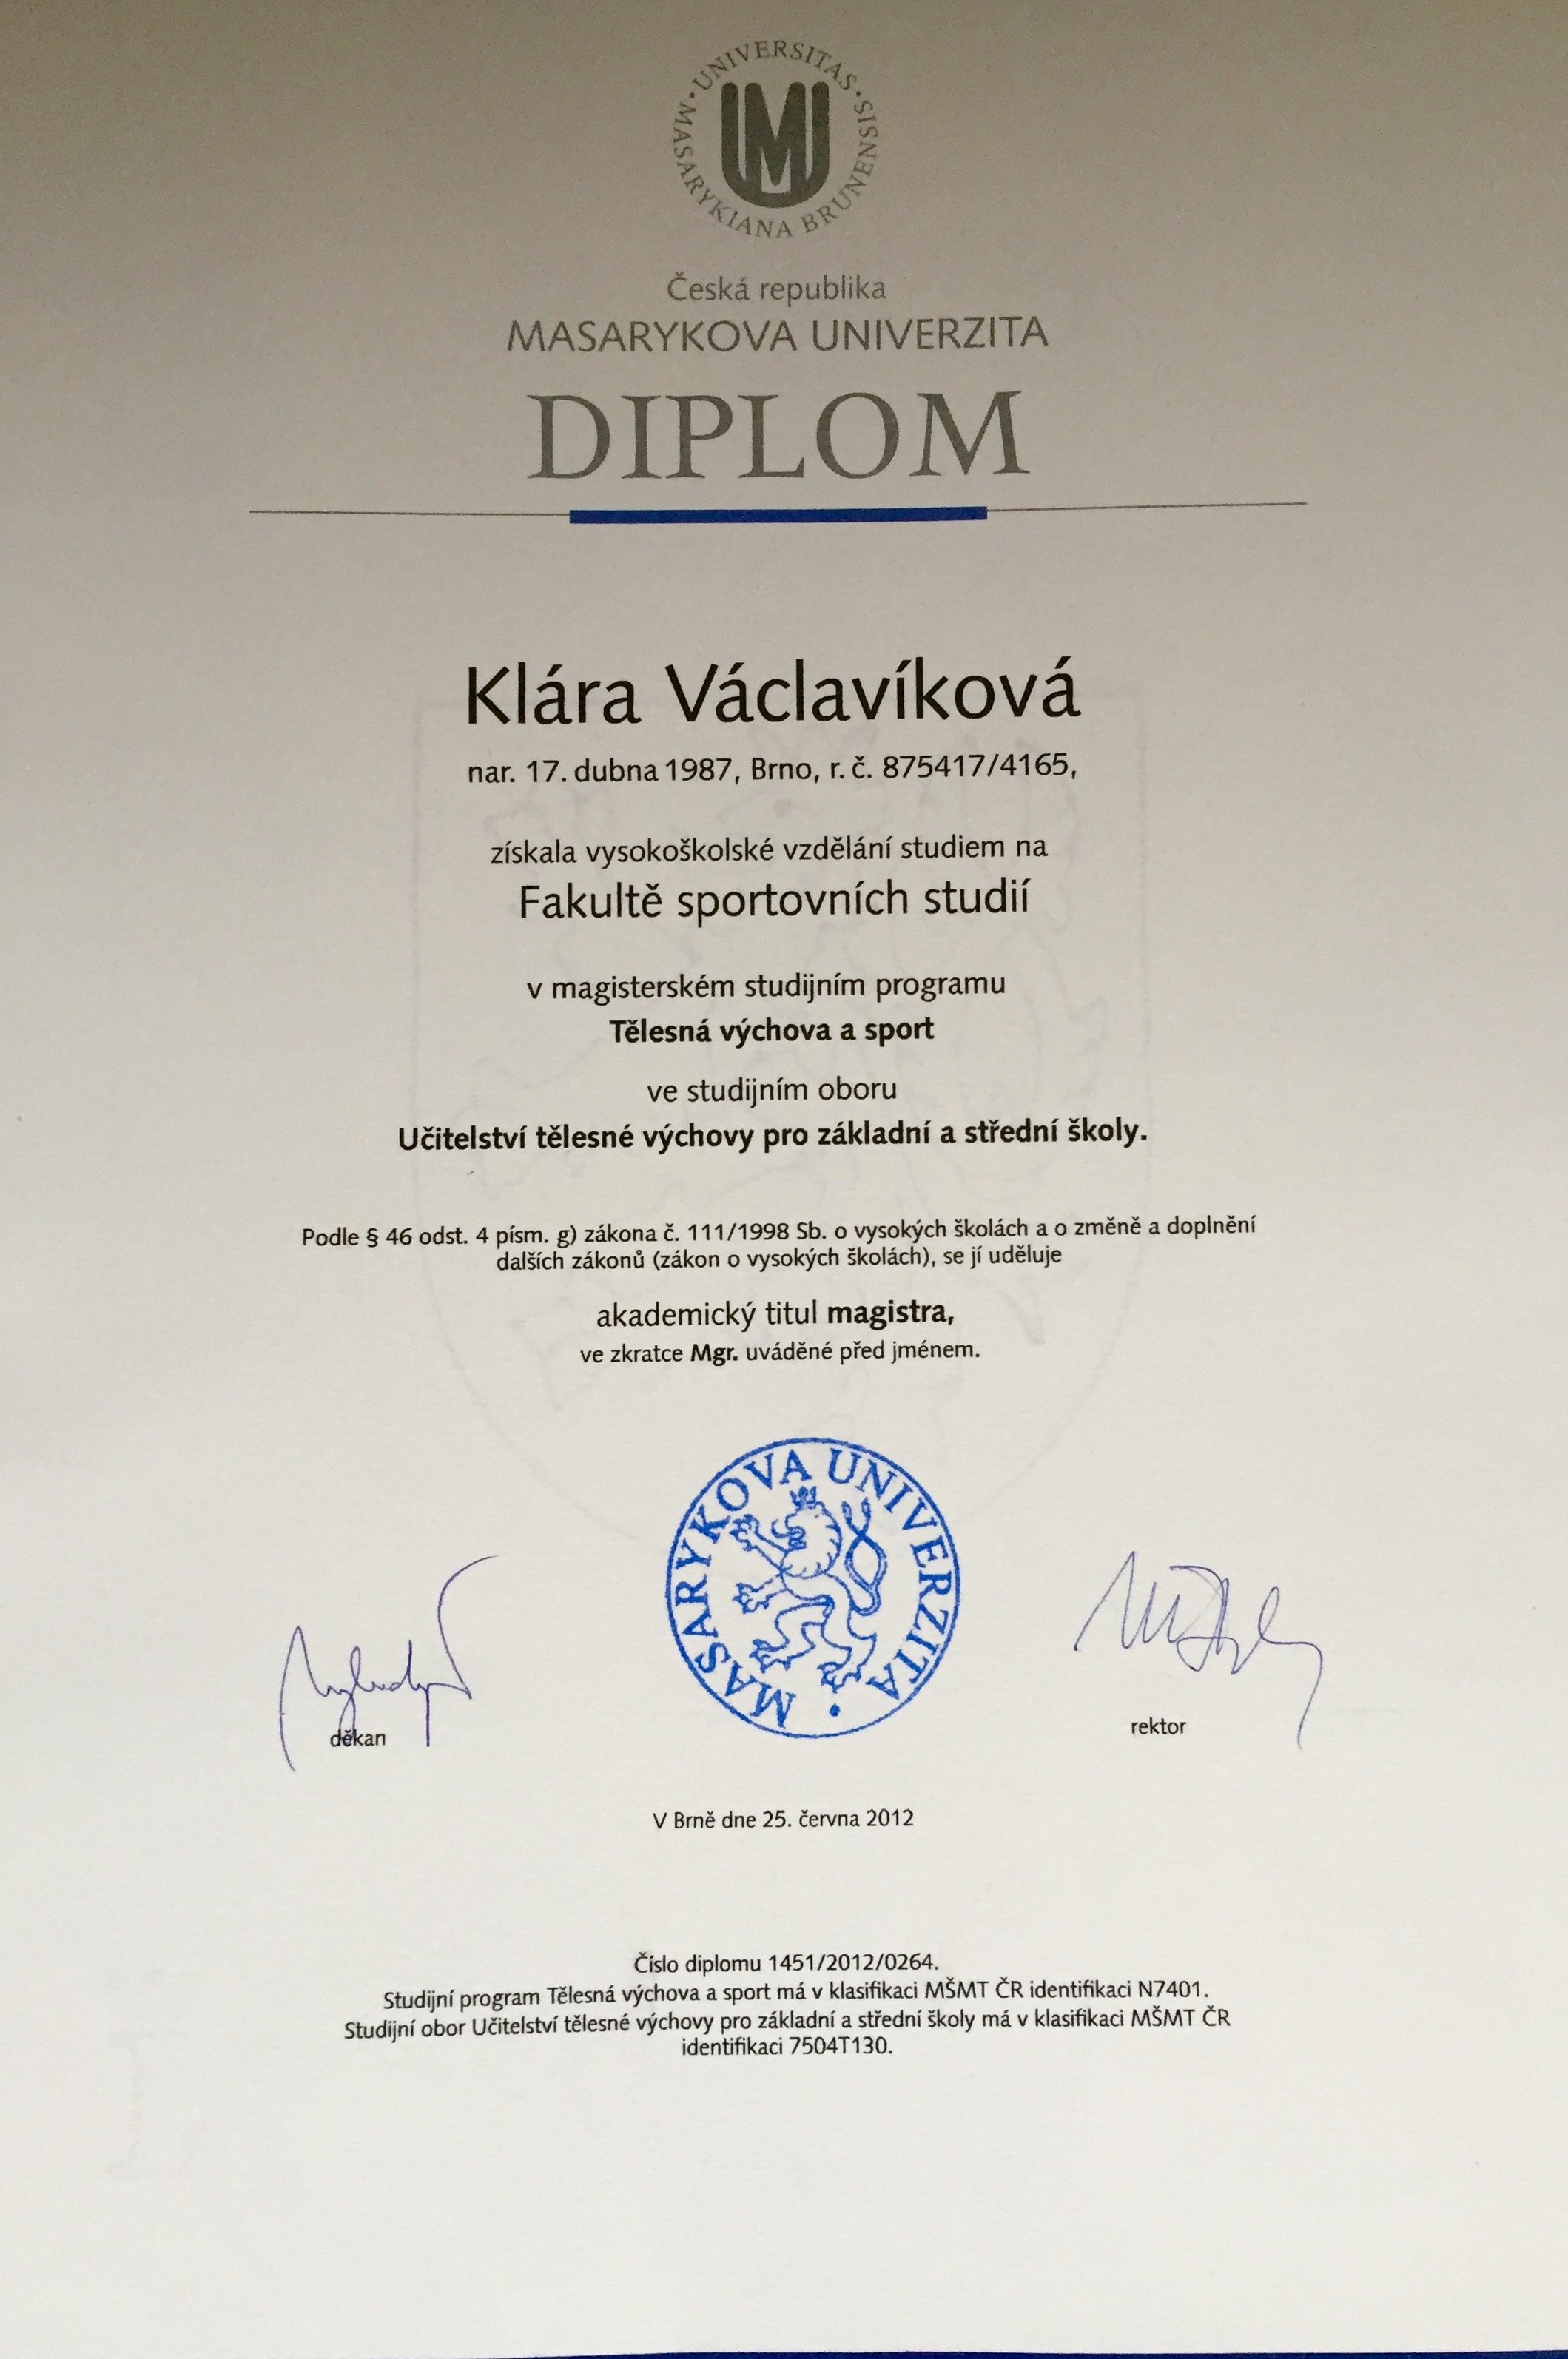 UNIVERSITAS · MASARYKIANA BRUNENSIS ·
MU
Česká republika
MASARYKOVA UNIVERZITA
DIPLOM
Klára Václavíková
nar. 17. dubna 1987, Brno, r. č. 875417/4165,
získala vysokoškolské vzdělání studiem na
Fakultě sportovních studií
v magisterském studijním programu
Tělesná výchova a sport
ve studijním oboru
Učitelství tělesné výchovy pro základní a střední školy.
Podle § 46 odst. 4 písm. g) zákona č. 111/1998 Sb. o vysokých školách a o změně a doplnění
dalších zákonů (zákon o vysokých školách), se jí uděluje
akademický titul magistra,
ve zkratce Mgr. uváděné před jménem.
MASARYKOVA UNIVERZITA ·
děkan
rektor
V Brně dne 25. června 2012
Číslo diplomu 1451/2012/0264.
Studijní program Tělesná výchova a sport má v klasifikaci MŠMT ČR identifikaci N7401.
Studijní obor Učitelství tělesné výchovy pro základní a střední školy má v klasifikaci MŠMT ČR
identifikaci 7504T130.